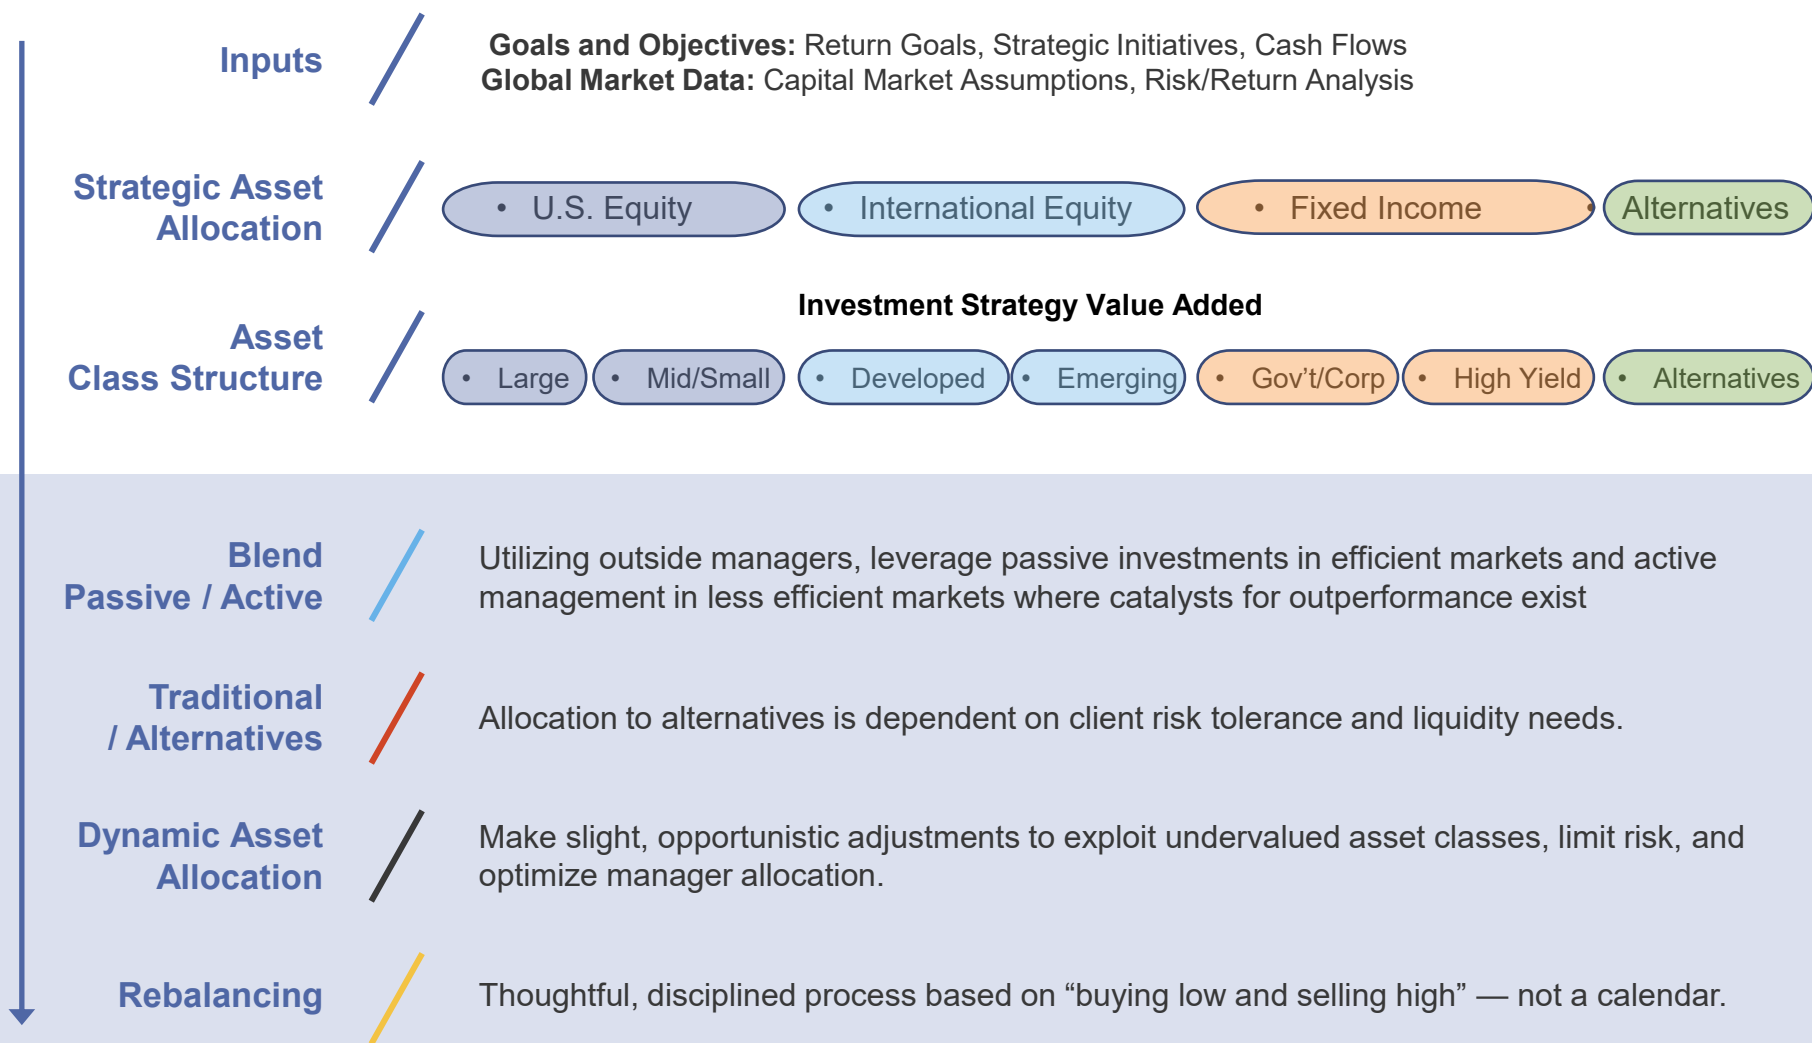 Inputs
Goals and Objectives: Return Goals, Strategic Initiatives, Cash Flows
Global Market Data: Capital Market Assumptions, Risk/Return Analysis
Strategic Asset
Allocation
• U.S. Equity
• International Equity
• Fixed Income
• Alternatives
Investment Strategy Value Added
Asset
Class Structure
• Large
• Mid/Small
• Developed
• Emerging
• Gov’t/Corp
• High Yield
• Alternatives
Blend
Passive / Active
Utilizing outside managers, leverage passive investments in efficient markets and active
management in less efficient markets where catalysts for outperformance exist
Traditional
/ Alternatives
Allocation to alternatives is dependent on client risk tolerance and liquidity needs.
Dynamic Asset
Allocation
Make slight, opportunistic adjustments to exploit undervalued asset classes, limit risk, and
optimize manager allocation.
Rebalancing
Thoughtful, disciplined process based on “buying low and selling high” — not a calendar.